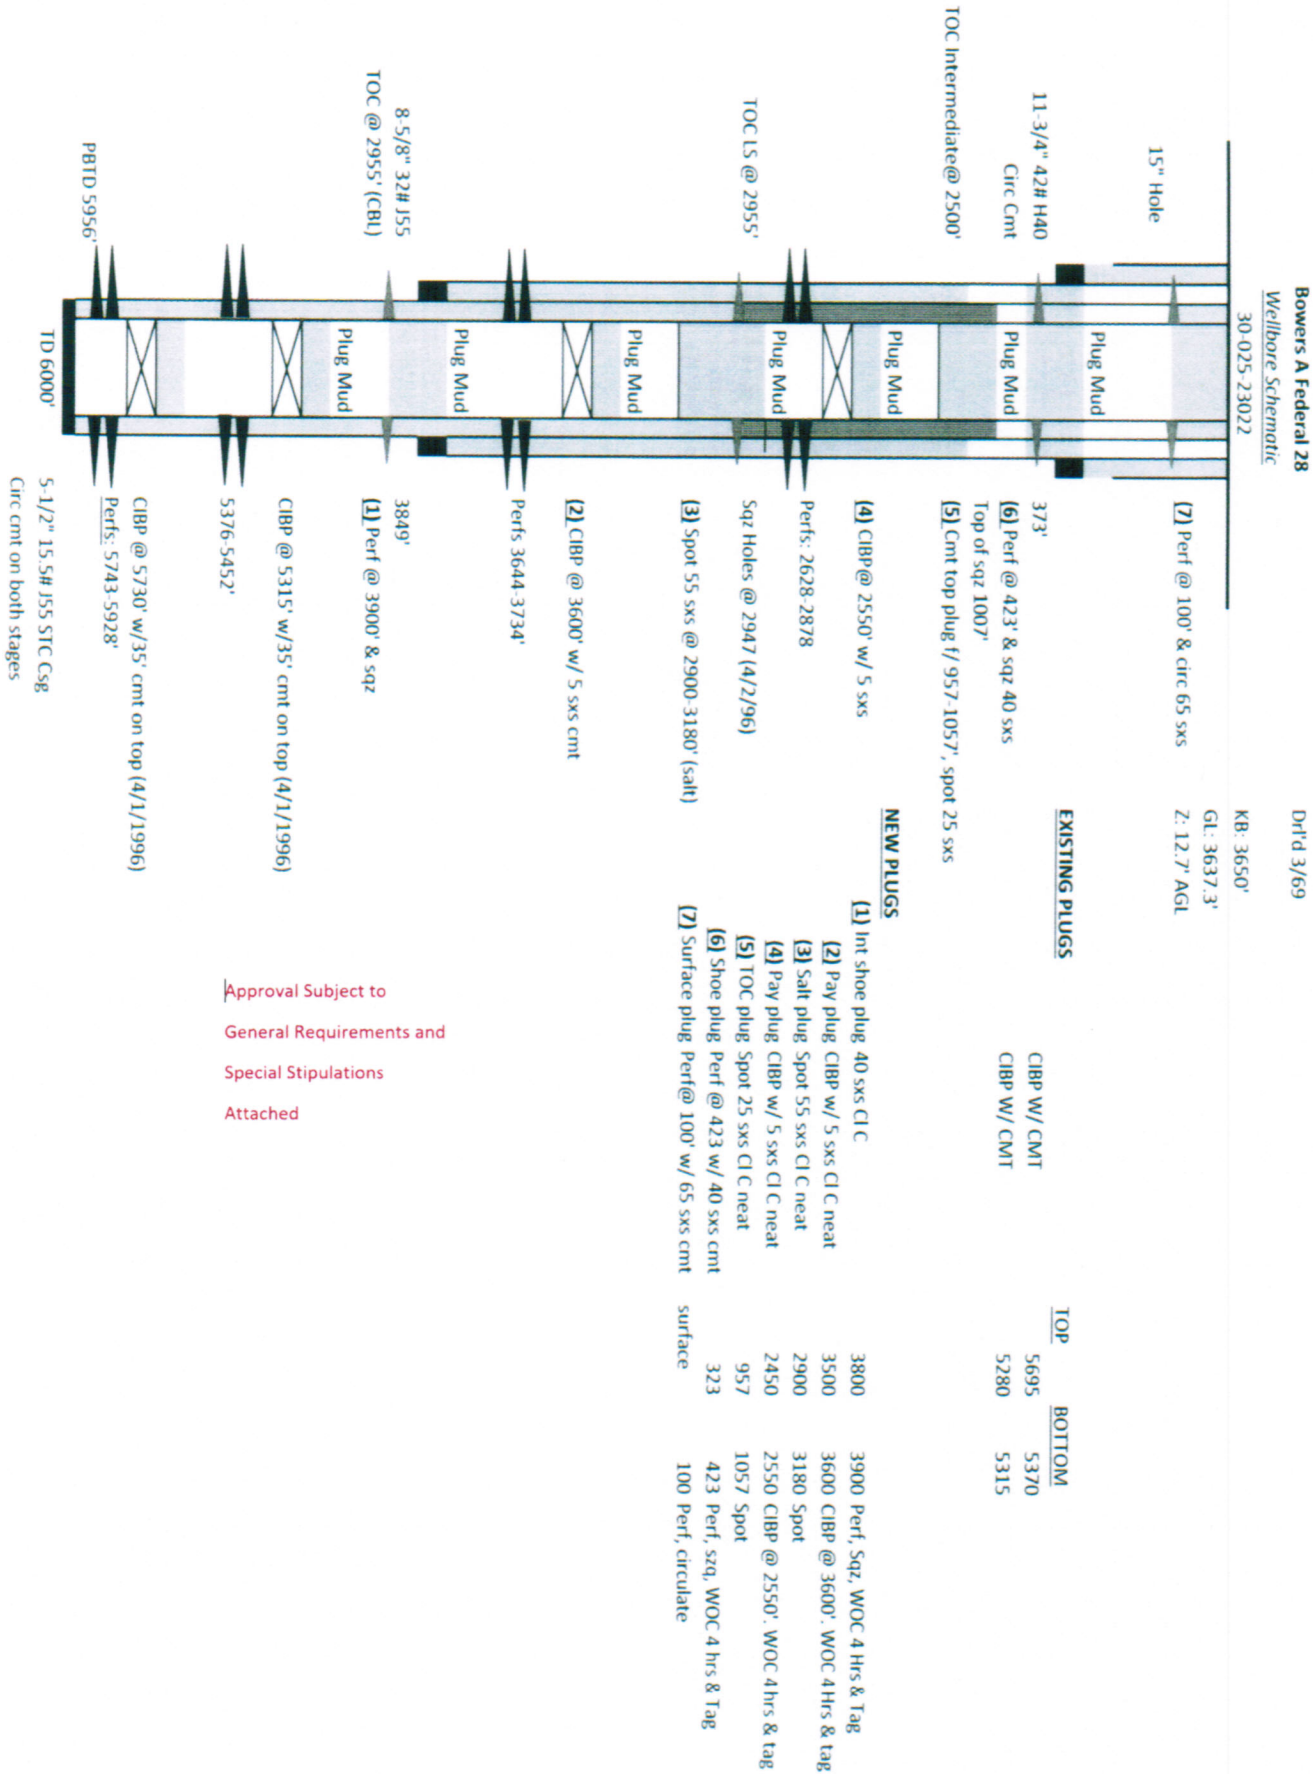 Bowers A Federal 28
Wellbore Schematic
30-025-23022
Drl'd 3/69
KB: 3650'
GL: 3637.3'
Z: 12.7' AGL
15" Hole
11-3/4" 42# H40
Circ Cmt
TOC Intermediate@ 2500'
TOC LS @ 2955'
8-5/8" 32# J55
TOC @ 2955' (CBL)
PBTD 5956'
Plug Mud
Plug Mud
Plug Mud
Plug Mud
Plug Mud
Plug Mud
Plug Mud
TD 6000'
(7) Perf @ 100' & circ 65 sxs
373'
(6) Perf @ 423' & sqz 40 sxs
Top of sqz 1007'
(5) Cmt top plug f/ 957-1057', spot 25 sxs
(4) CIBP@ 2550' w/ 5 sxs
Perfs: 2628-2878
Sqz Holes @ 2947 (4/2/96)
(3) Spot 55 sxs @ 2900-3180' (salt)
(2) CIBP @ 3600' w/ 5 sxs cmt
Perfs 3644-3734'
3849'
(1) Perf @ 3900' & sqz
CIBP @ 5315' w/35' cmt on top (4/1/1996)
5376-5452'
CIBP @ 5730' w/35' cmt on top (4/1/1996)
Perfs: 5743-5928'
5-1/2" 15.5# J55 STC Csg
Circ cmt on both stages
EXISTING PLUGS TOP BOTTOM
CIBP W/ CMT 5695 5370
CIBP W/ CMT 5280 5315
NEW PLUGS
(1) Int shoe plug 40 sxs Cl C 3800 3900 Perf, Sqz, WOC 4 Hrs & Tag
(2) Pay plug CIBP w/ 5 sxs Cl C neat 3500 3600 CIBP @ 3600'. WOC 4 Hrs & tag
(3) Salt plug Spot 55 sxs Cl C neat 2900 3180 Spot
(4) Pay plug CIBP w/ 5 sxs Cl C neat 2450 2550 CIBP @ 2550'. WOC 4 hrs & tag
(5) TOC plug Spot 25 sxs Cl C neat 957 1057 Spot
(6) Shoe plug Perf @ 423 w/ 40 sxs cmt 323 423 Perf, szq, WOC 4 hrs & Tag
(7) Surface plug Perf@ 100' w/ 65 sxs cmt surface 100 Perf, circulate
Approval Subject to
General Requirements and
Special Stipulations
Attached